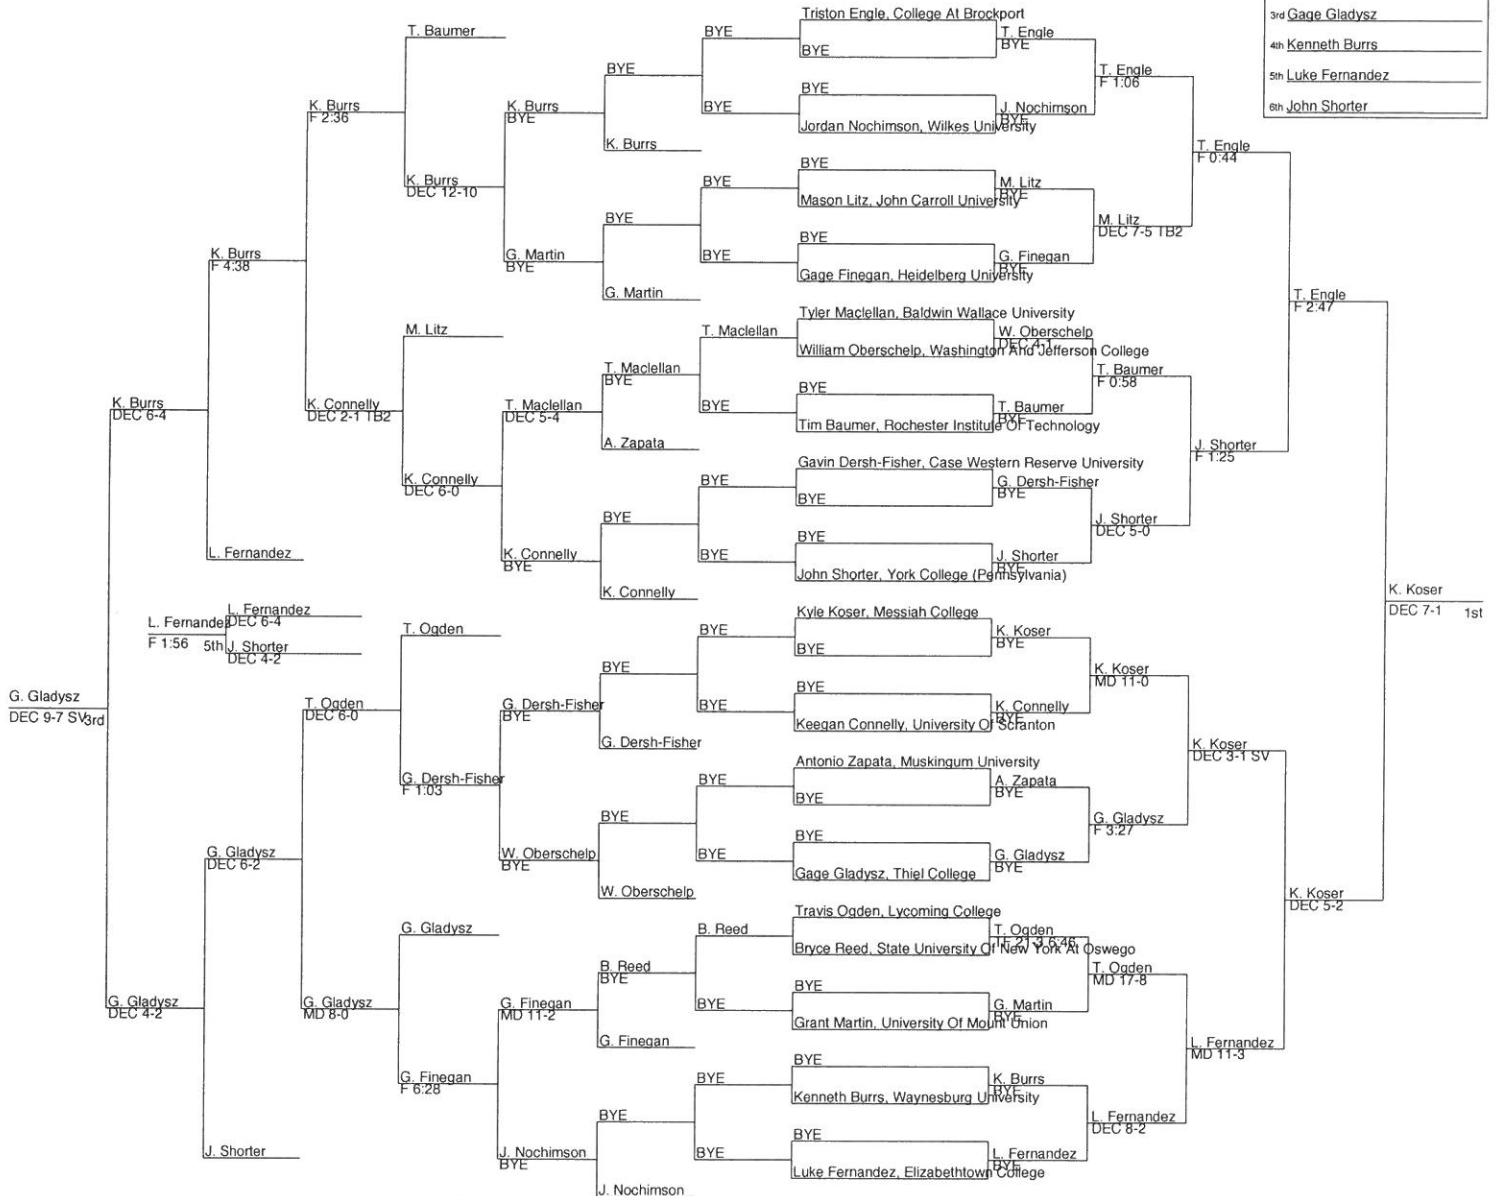 3rd Gage Gladysz
4th Kenneth Burrs
5th Luke Fernandez
6th John Shorter
Triston Engle, College At Brockport
BYE
BYE
Jordan Nochimson, Wilkes University
BYE
Mason Litz, John Carroll University
BYE
Gage Finegan, Heidelberg University
Tyler Maclellan, Baldwin Wallace University
William Oberschelp, Washington And Jefferson College
BYE
Tim Baumer, Rochester Institute Of Technology
Gavin Dersh-Fisher, Case Western Reserve University
BYE
BYE
John Shorter, York College (Pennsylvania)
Kyle Koser, Messiah College
BYE
BYE
Keegan Connelly, University Of Scranton
Antonio Zapata, Muskingum University
BYE
BYE
Gage Gladysz, Thiel College
Travis Ogden, Lycoming College
Bryce Reed, State University Of New York At Oswego
BYE
Grant Martin, University Of Mount Union
BYE
Kenneth Burrs, Waynesburg University
BYE
Luke Fernandez, Elizabethtown College
T. Engle
BYE
J. Nochimson
BYE
M. Litz
BYE
G. Finegan
BYE
W. Oberschelp
DEC 4-1
T. Baumer
BYE
G. Dersh-Fisher
BYE
J. Shorter
BYE
K. Koser
BYE
K. Connelly
BYE
A. Zapata
BYE
G. Gladysz
BYE
T. Ogden
TF 21-3 6:46
G. Martin
BYE
K. Burrs
BYE
L. Fernandez
BYE
T. Engle
F 1:06
M. Litz
DEC 7-5 TB2
T. Baumer
F 0:58
J. Shorter
DEC 5-0
K. Koser
MD 11-0
G. Gladysz
F 3:27
T. Ogden
MD 17-8
L. Fernandez
DEC 8-2
T. Engle
F 0:44
J. Shorter
F 1:25
K. Koser
DEC 3-1 SV
L. Fernandez
MD 11-3
T. Engle
F 2:47
K. Koser
DEC 5-2
K. Koser
DEC 7-1 1st
BYE
BYE
BYE
BYE
T. Maclellan
BYE
BYE
BYE
BYE
BYE
BYE
BYE
B. Reed
BYE
BYE
BYE
BYE
K. Burrs
BYE
G. Martin
T. Maclellan
BYE
A. Zapata
BYE
K. Connelly
BYE
G. Dersh-Fisher
BYE
W. Oberschelp
B. Reed
BYE
G. Finegan
BYE
J. Nochimson
K. Burrs
BYE
G. Martin
BYE
T. Maclellan
DEC 5-4
K. Connelly
BYE
G. Dersh-Fisher
BYE
W. Oberschelp
BYE
G. Finegan
MD 11-2
J. Nochimson
BYE
T. Baumer
K. Burrs
DEC 12-10
M. Litz
K. Connelly
DEC 6-0
T. Ogden
G. Dersh-Fisher
F 1:03
G. Gladysz
G. Finegan
F 6:28
K. Burrs
F 2:36
K. Connelly
DEC 2-1 TB2
T. Ogden
DEC 6-0
G. Gladysz
MD 8-0
K. Burrs
F 4:38
L. Fernandez
G. Gladysz
DEC 6-2
J. Shorter
K. Burrs
DEC 6-4
G. Gladysz
DEC 4-2
G. Gladysz
DEC 9-7 SV 3rd
L. Fernandez
DEC 6-4
J. Shorter
DEC 4-2
L. Fernandez
F 1:56 5th